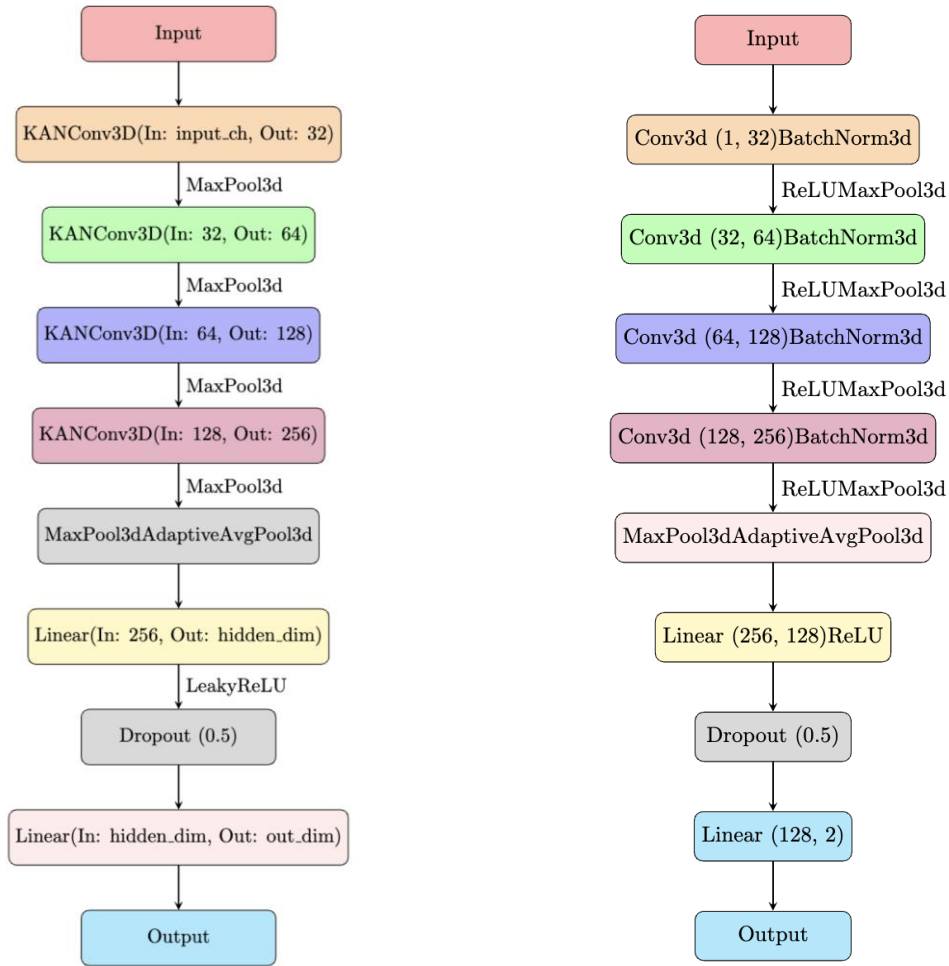 Input
KANConv3D(In: input_ch, Out: 32)
MaxPool3d
KANConv3D(In: 32, Out: 64)
MaxPool3d
KANConv3D(In: 64, Out: 128)
MaxPool3d
KANConv3D(In: 128, Out: 256)
MaxPool3d
MaxPool3dAdaptiveAvgPool3d
Linear(In: 256, Out: hidden_dim)
LeakyReLU
Dropout (0.5)
Linear(In: hidden_dim, Out: out_dim)
Output
Input
Conv3d (1, 32)BatchNorm3d
ReLUMaxPool3d
Conv3d (32, 64)BatchNorm3d
ReLUMaxPool3d
Conv3d (64, 128)BatchNorm3d
ReLUMaxPool3d
Conv3d (128, 256)BatchNorm3d
ReLUMaxPool3d
MaxPool3dAdaptiveAvgPool3d
Linear (256, 128)ReLU
Dropout (0.5)
Linear (128, 2)
Output